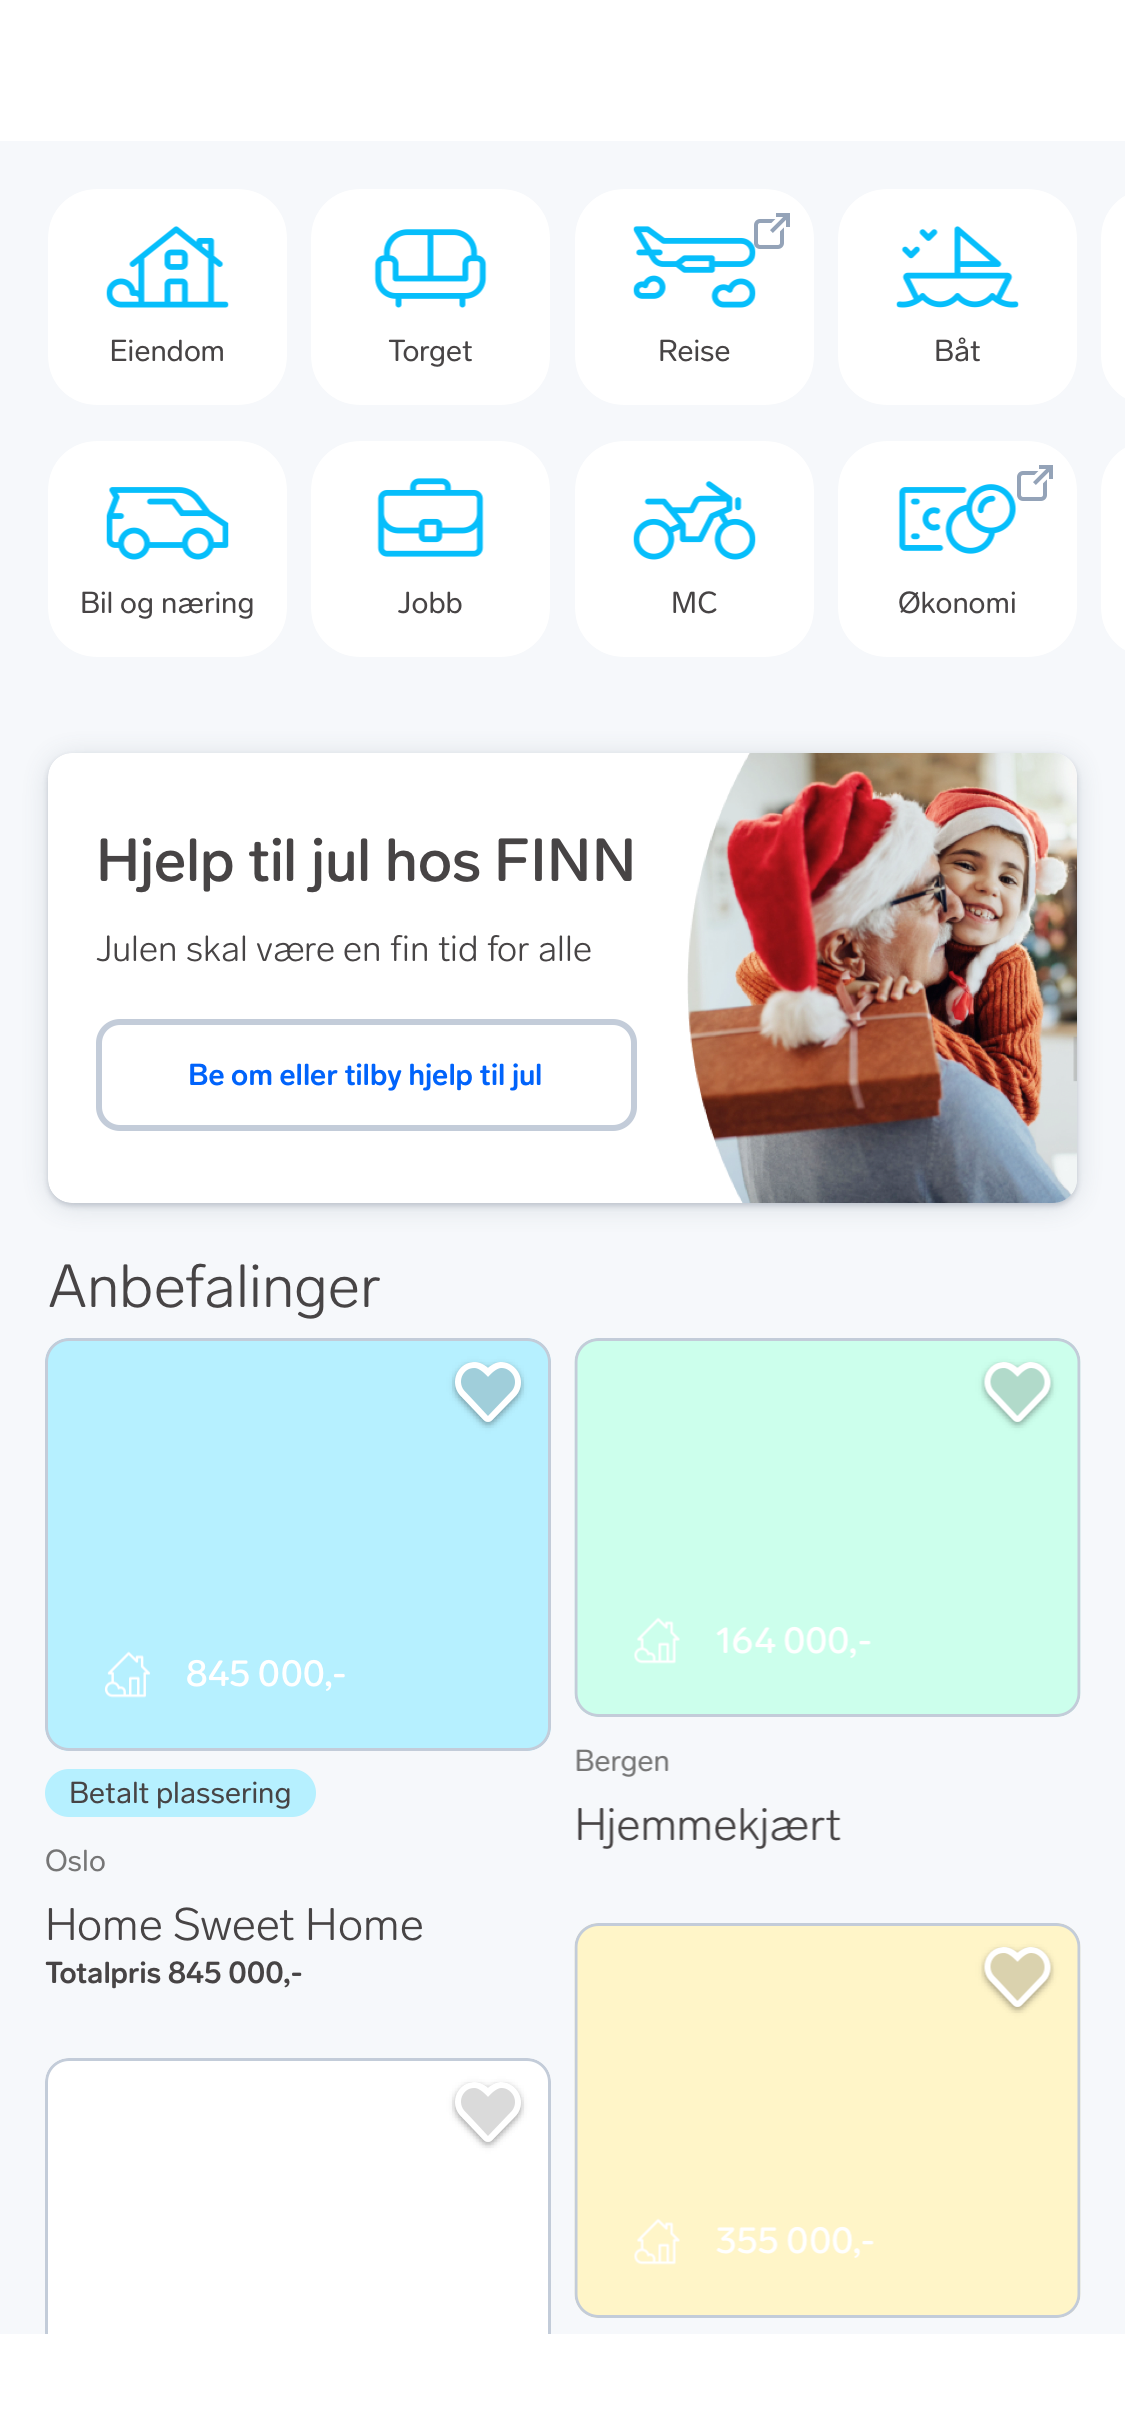 Eiendom
Torget
Reise
Båt
Bil og næring
Jobb
MC
Økonomi
Hjelp til jul hos FINN
Julen skal være en fin tid for alle
Be om eller tilby hjelp til jul
Anbefalinger
845 000,-
Betalt plassering
Oslo
Home Sweet Home
Totalpris 845 000,-
164 000,-
Bergen
Hjemmekjært
355 000,-